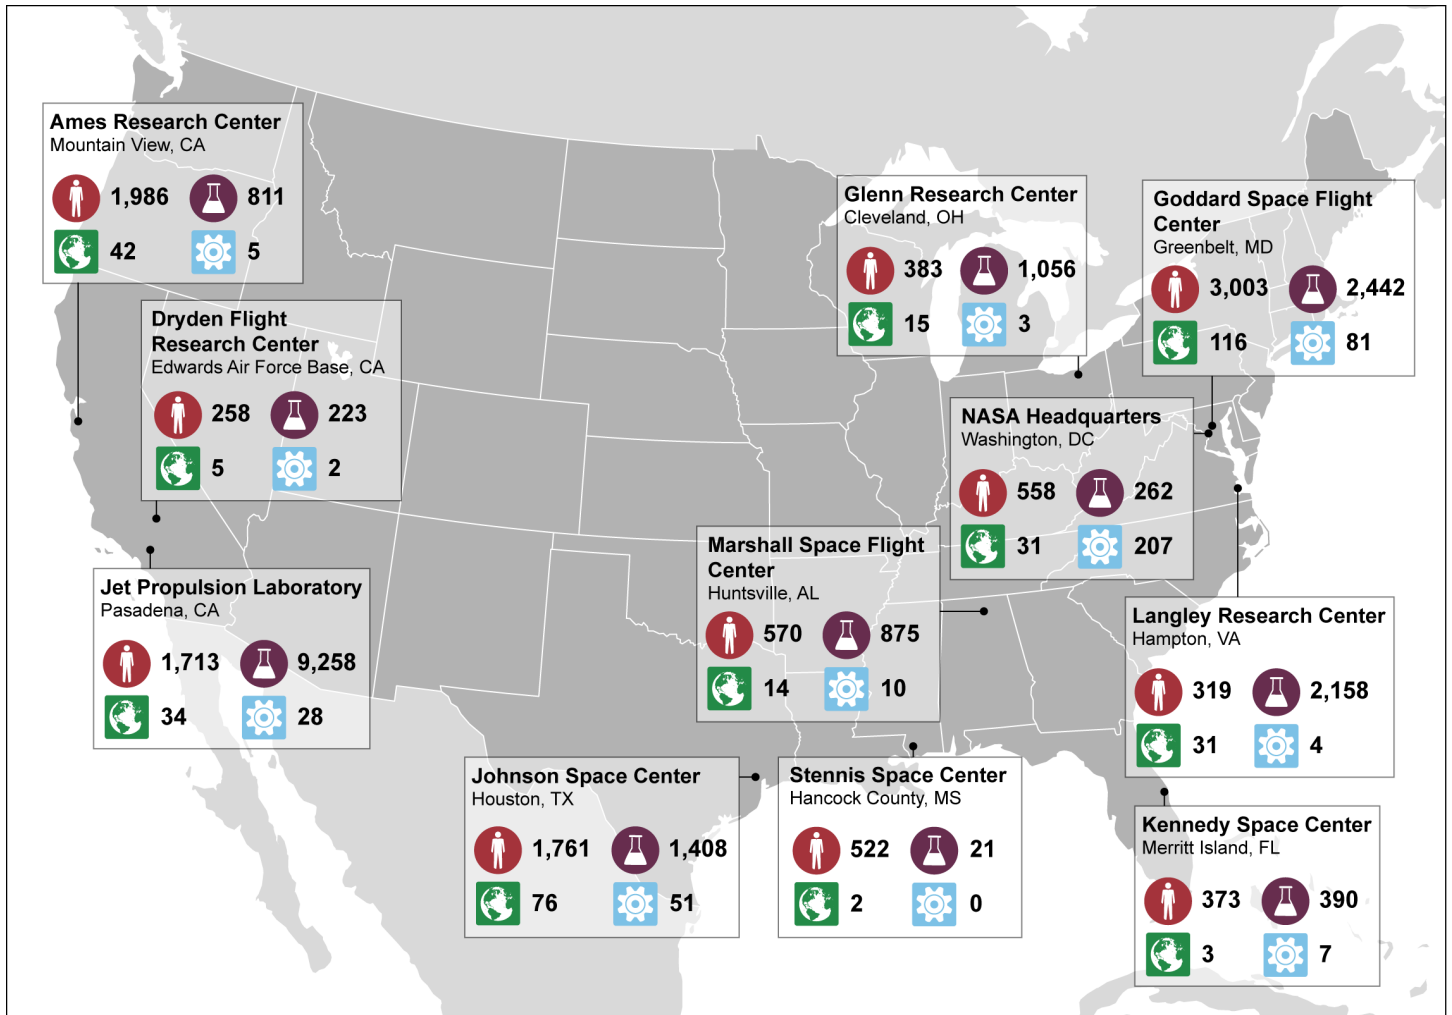 Ames Research Center
Mountain View, CA
1,986 811
42 5
Dryden Flight
Research Center
Edwards Air Force Base, CA
258 223
5 2
Jet Propulsion Laboratory
Pasadena, CA
1,713 9,258
34 28
Glenn Research Center
Cleveland, OH
383 1,056
15 3
Goddard Space Flight
Center
Greenbelt, MD
3,003 2,442
116 81
NASA Headquarters
Washington, DC
558 262
31 207
Marshall Space Flight
Center
Huntsville, AL
570 875
14 10
Langley Research Center
Hampton, VA
319 2,158
31 4
Johnson Space Center
Houston, TX
1,761 1,408
76 51
Stennis Space Center
Hancock County, MS
522 21
2 0
Kennedy Space Center
Merritt Island, FL
373 390
3 7